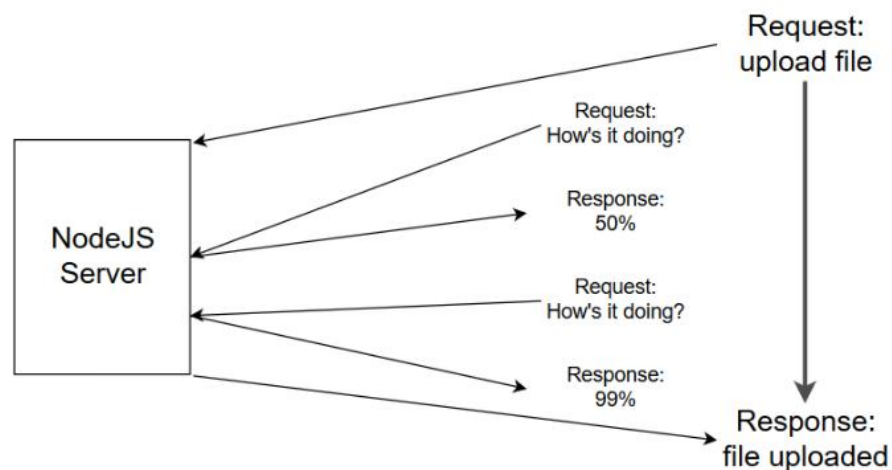 Request:
upload file
Request:
How's it doing?
Response:
50%
NodeJS
Server
Request:
How's it doing?
Response:
99%
Response:
file uploaded